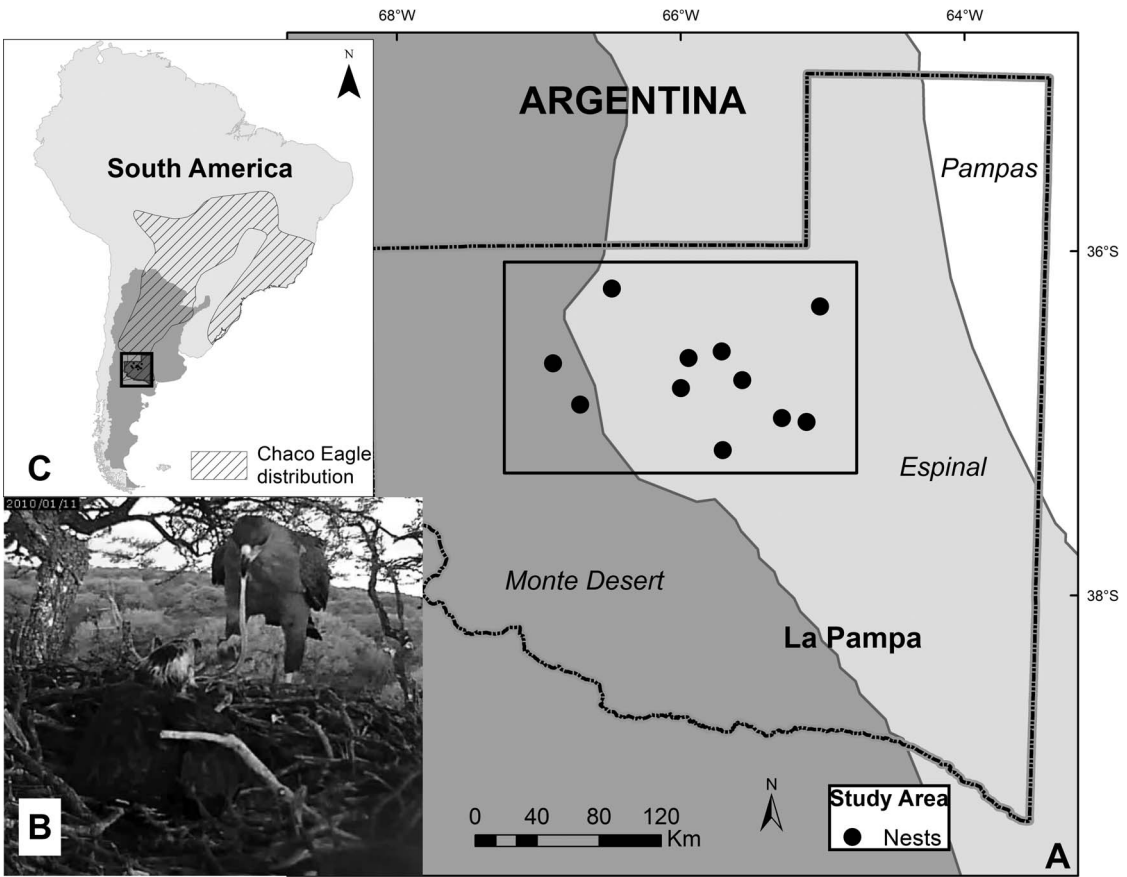 68°W
66°W
64°W
N
ARGENTINA
South America
Pampas
36°S
Chaco Eagle
distribution
C
Espinal
2010/01/11
Monte Desert
38°S
La Pampa
N
Study Area
0
40
80
120
Km
Nests
B
A